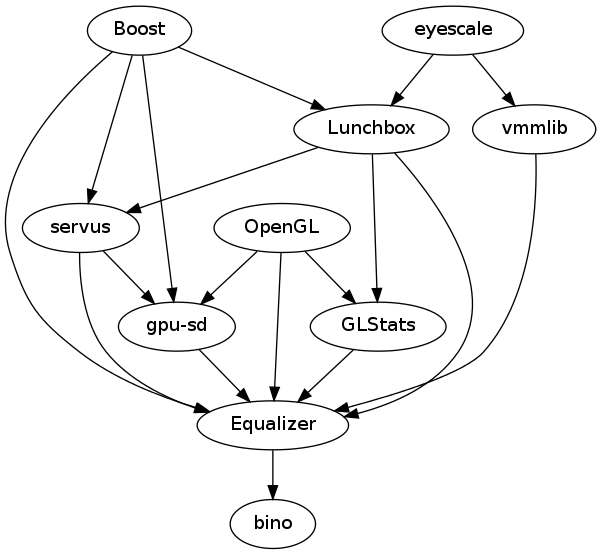 Boost
eyescale
Lunchbox
vmmlib
servus
OpenGL
gpu-sd
GLStats
Equalizer
bino